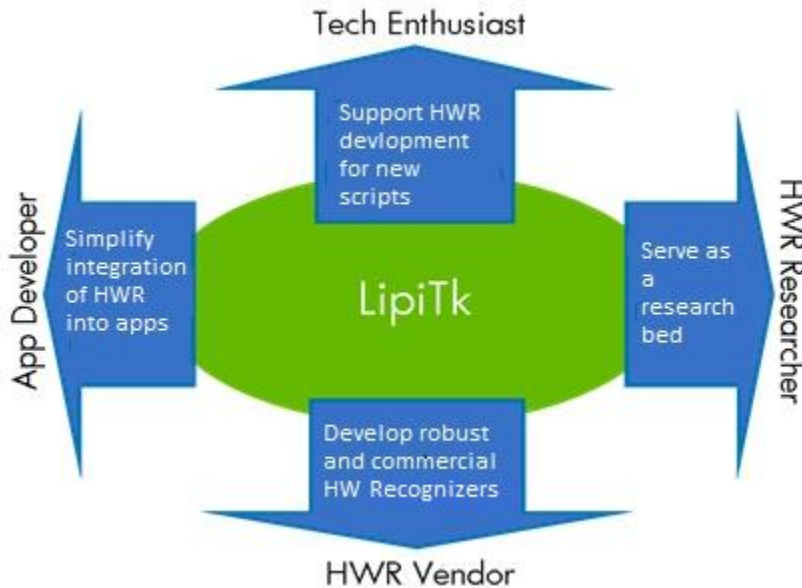 Tech Enthusiast
Support HWR
devlopment
for new
scripts
App Developer
Simplify
integration
of HWR
into apps
LipiTk
Serve as
a
research
bed
HWR Researcher
Develop robust
and commercial
HW Recognizers
HWR Vendor